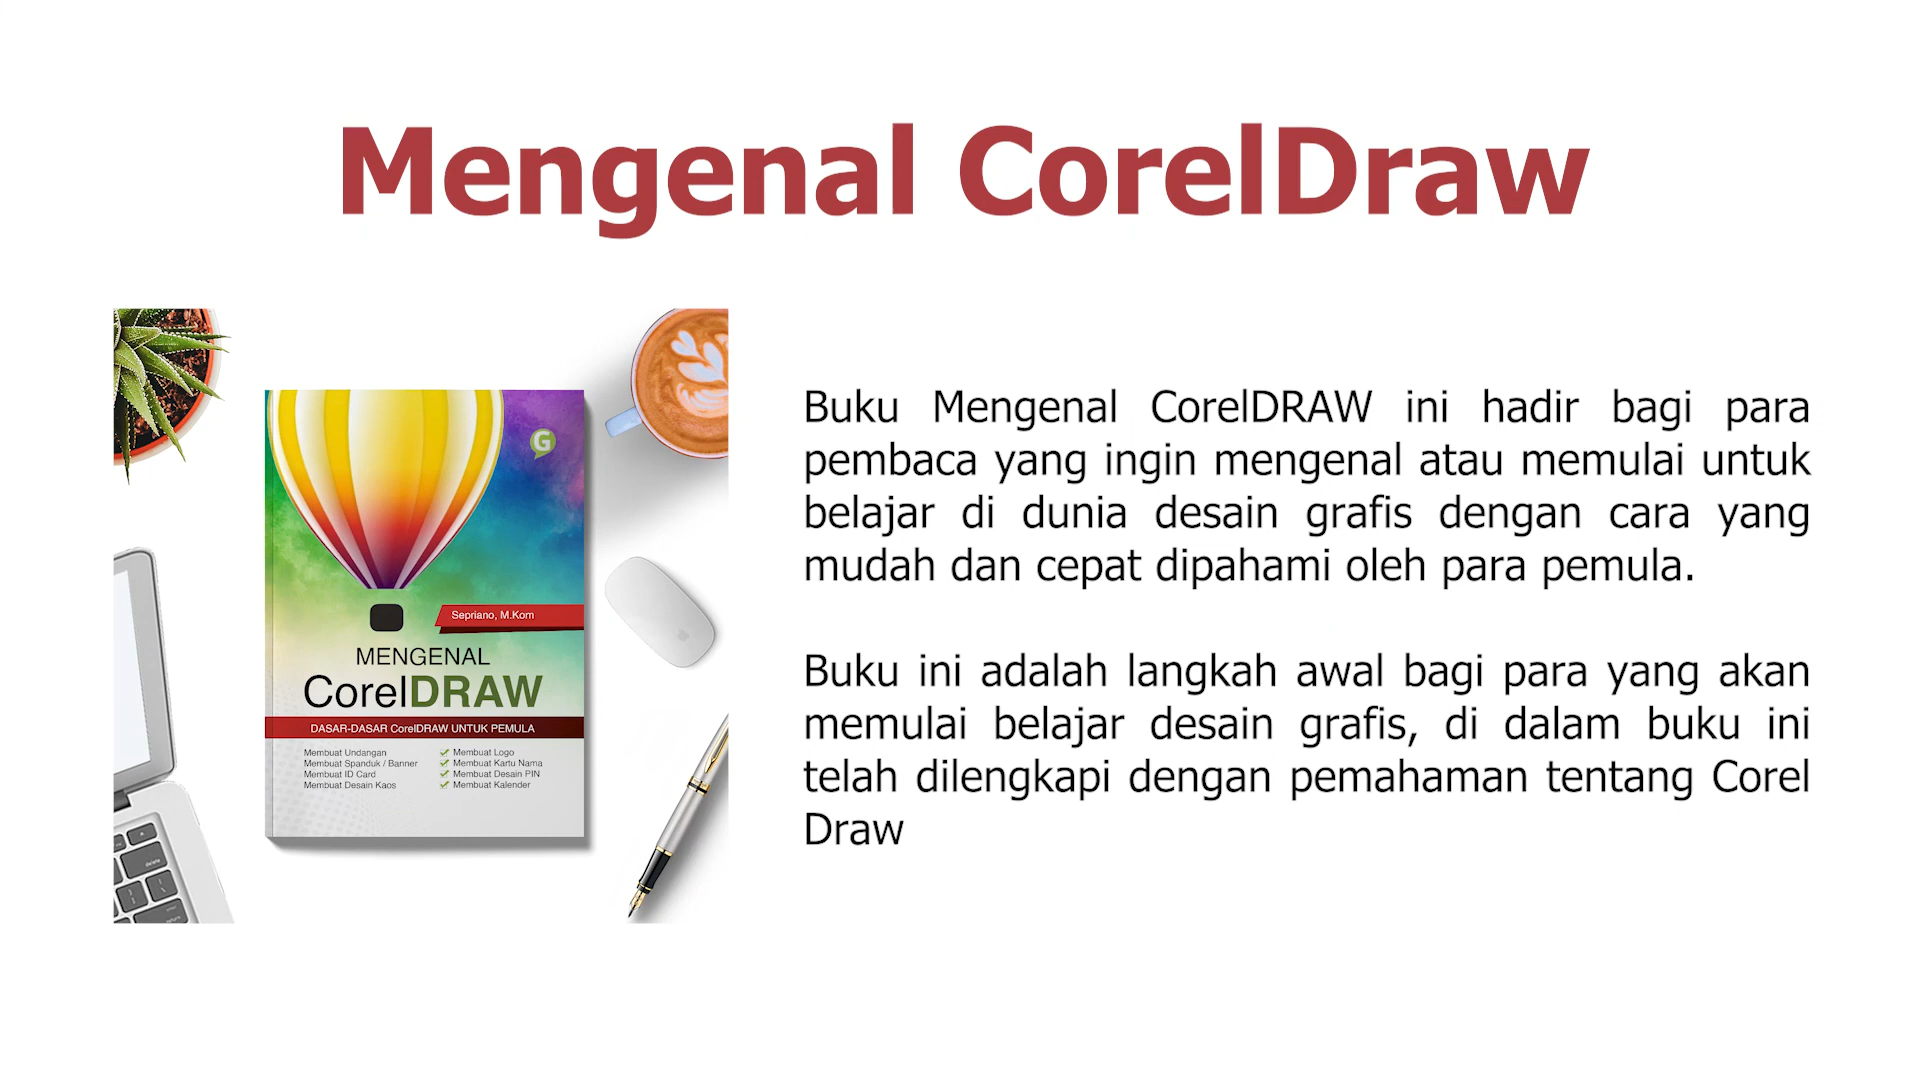 Mengenal CorelDraw
G
Sepriano, M.Kom
MENGENAL
CorelDRAW
DASAR-DASAR CorelDRAW UNTUK PEMULA
Membuat Undangan
Membuat Spanduk / Banner
Membuat ID Card
Membuat Desain Kaos
Membuat Logo
Membuat Kartu Nama
Membuat Desain PIN
Membuat Kalender
delete
return
Buku Mengenal CorelDRAW ini hadir bagi para
pembaca yang ingin mengenal atau memulai untuk
belajar di dunia desain grafis dengan cara yang
mudah dan cepat dipahami oleh para pemula.
Buku ini adalah langkah awal bagi para yang akan
memulai belajar desain grafis, di dalam buku ini
telah dilengkapi dengan pemahaman tentang Corel
Draw